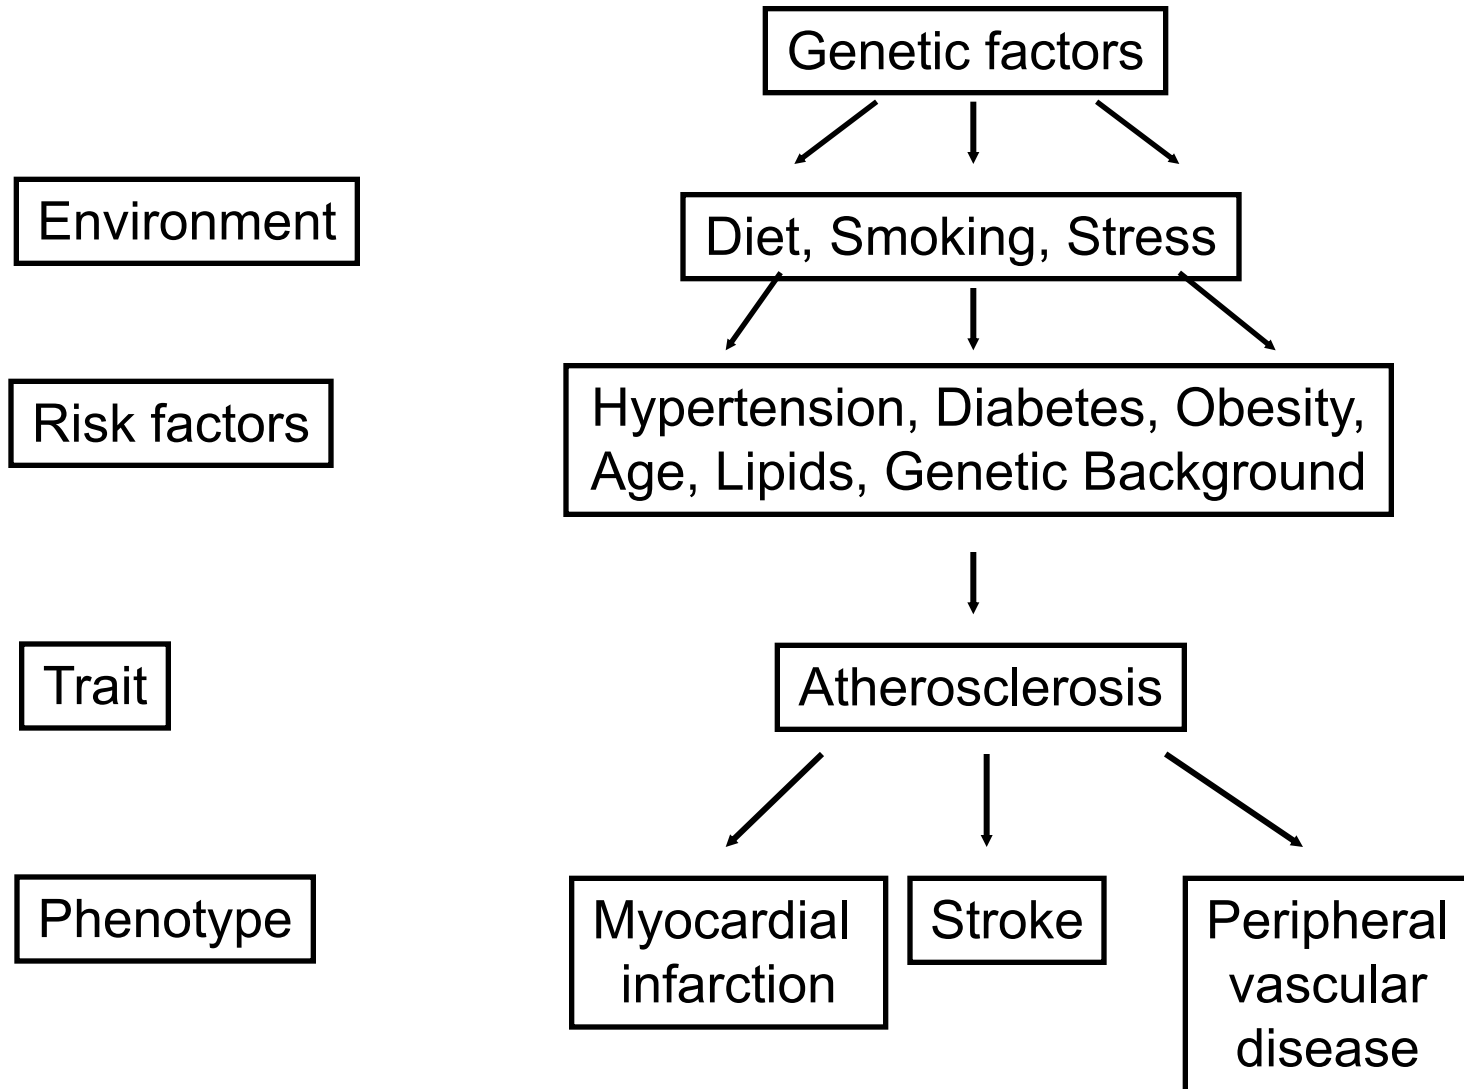 Genetic factors
Environment
Diet, Smoking, Stress
Risk factors
Hypertension, Diabetes, Obesity,
Age, Lipids, Genetic Background
Trait
Atherosclerosis
Phenotype
Myocardial
infarction
Stroke
Peripheral
vascular
disease